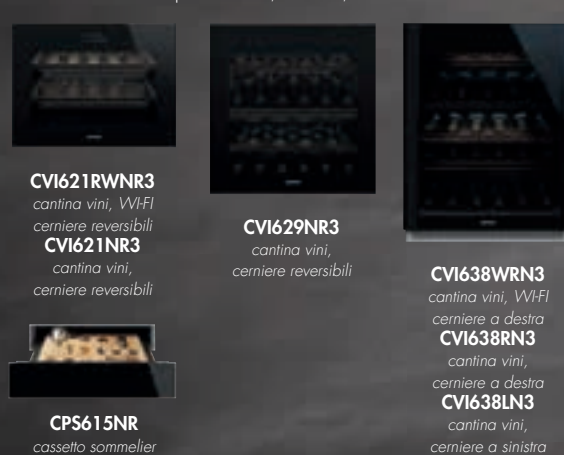 CVI621RWNR3
cantina vini, WI-FI
cerniere reversibili
CVI621NR3
cantina vini,
cerniere reversibili
CPS615NR
cassetto sommelier
CVI629NR3
cantina vini,
cerniere reversibili
CVI638WRN3
cantina vini, WI-FI
cerniere a destra
CVI638RN3
cantina vini,
cerniere a destra
CVI638LN3
cantina vini,
cerniere a sinistra